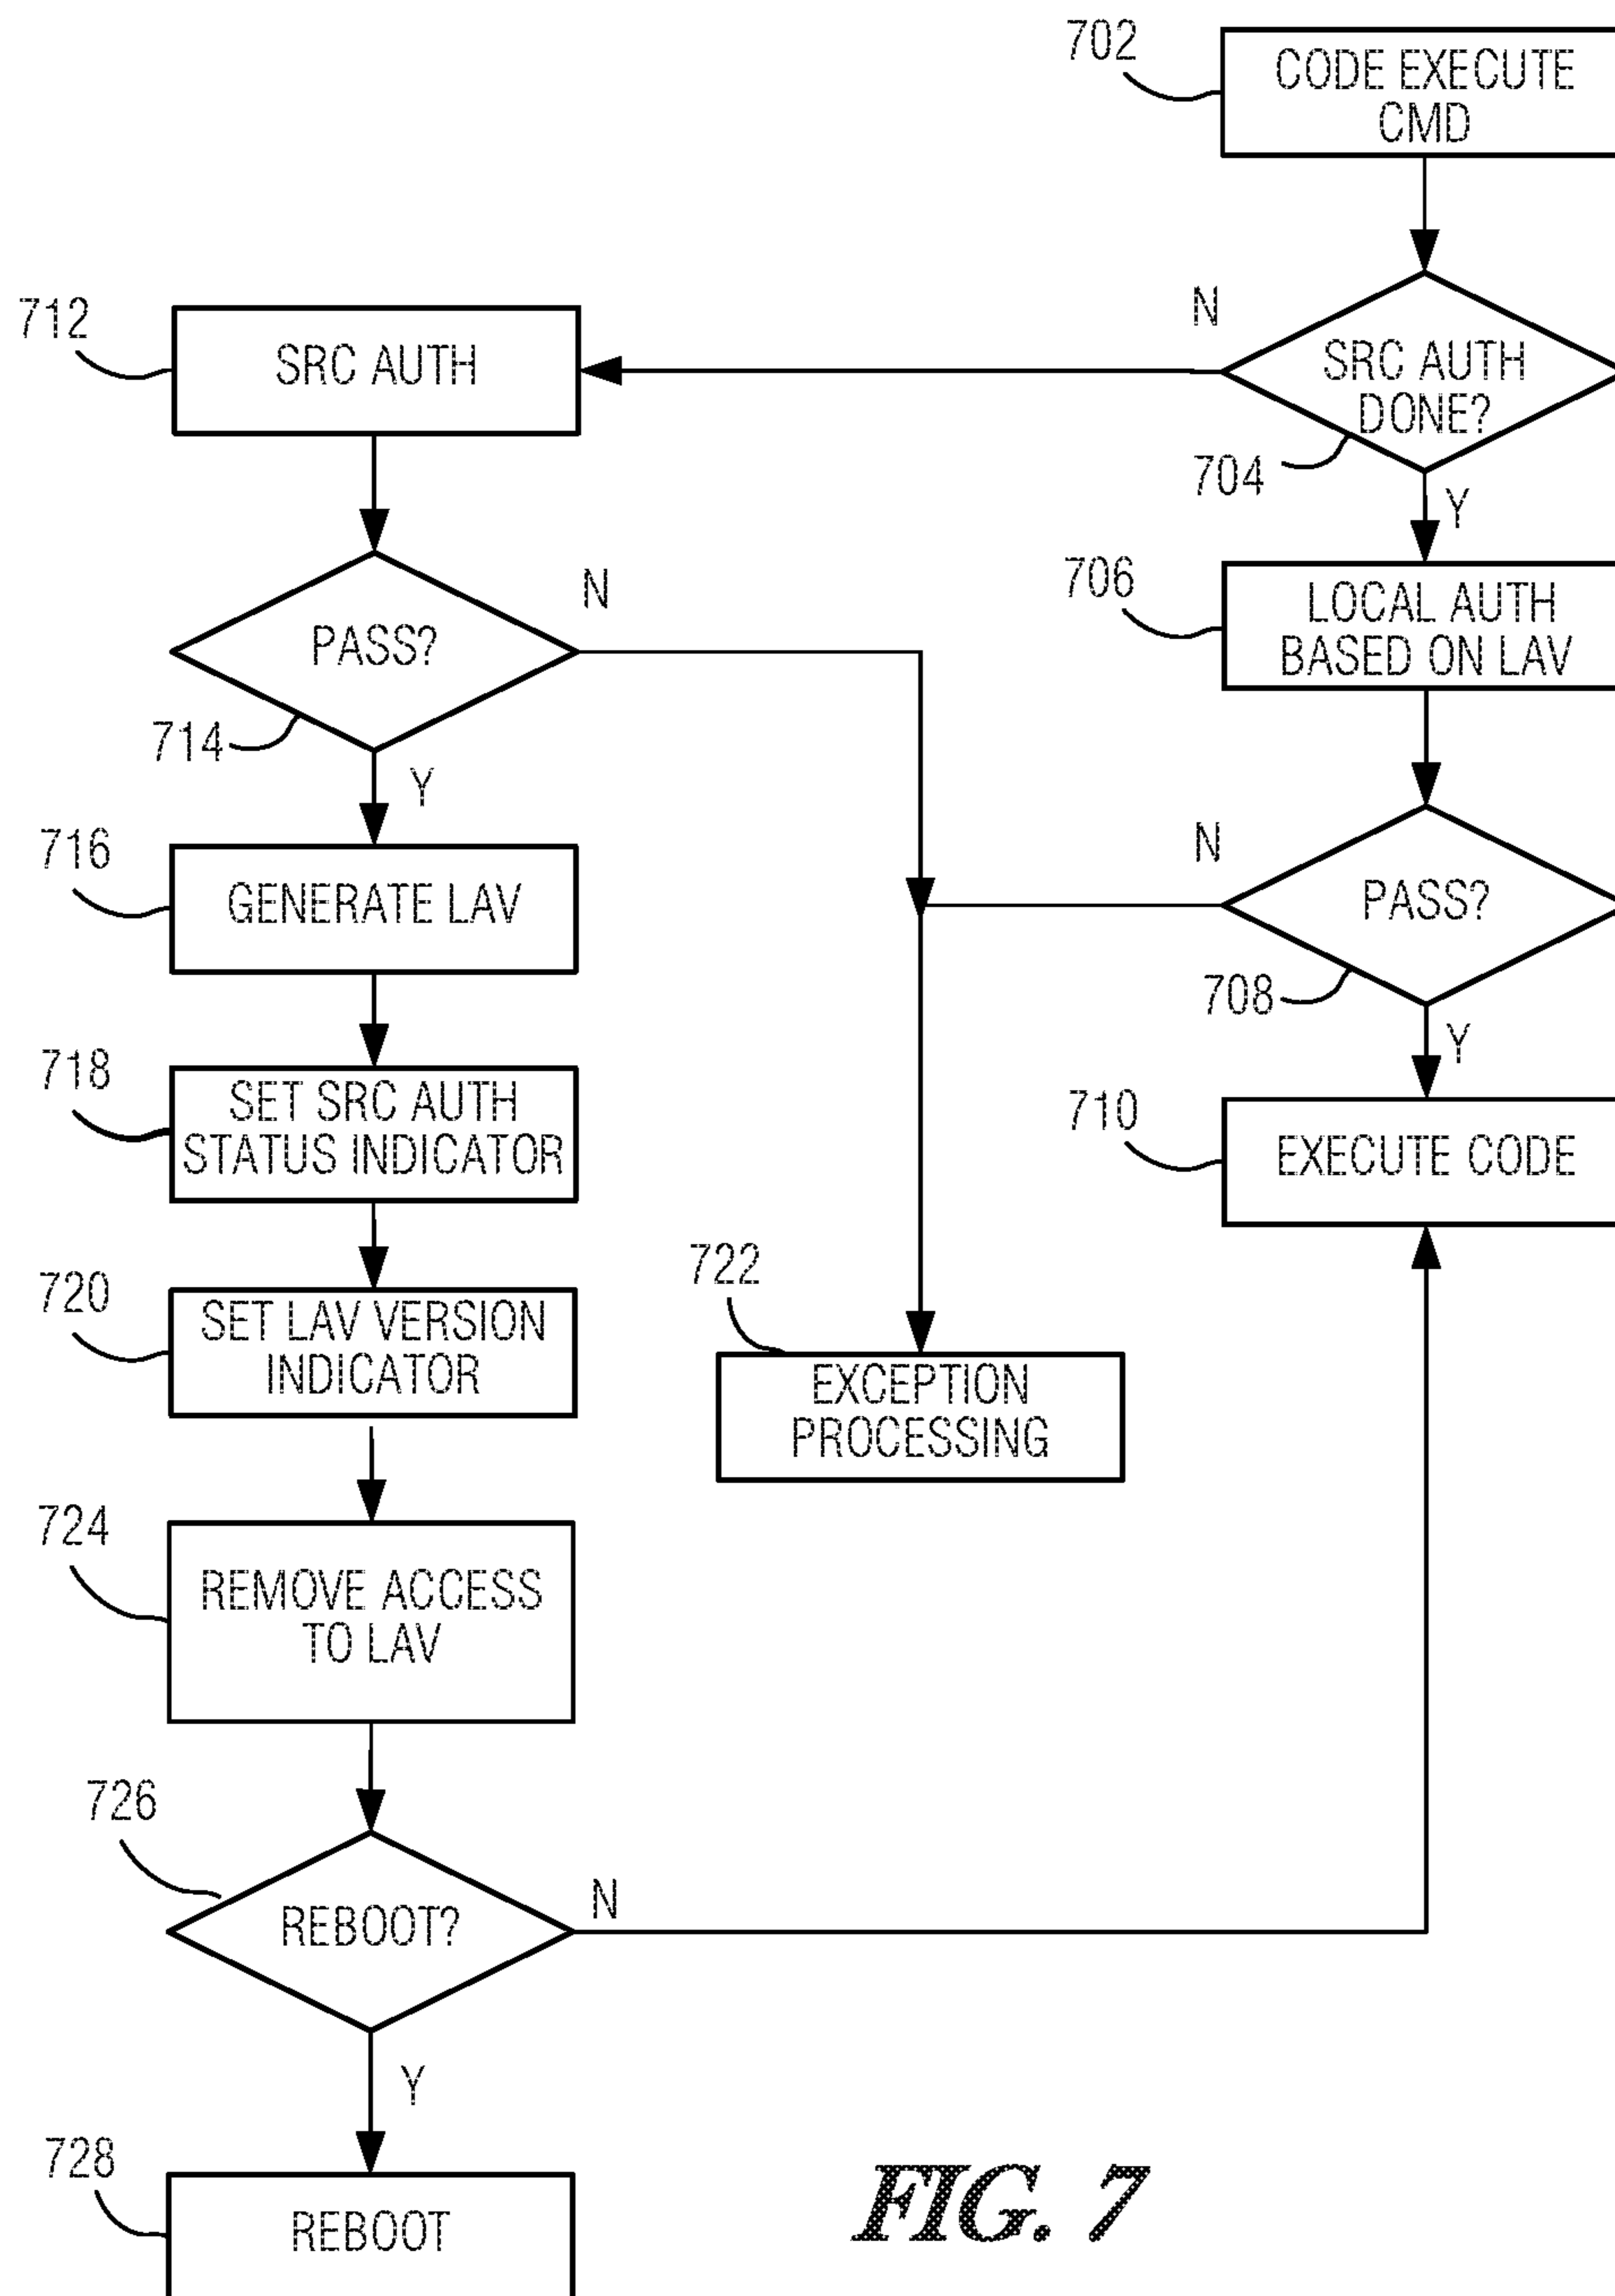 702
CODE EXECUTE
CMD
712
SRC AUTH
N
SRC AUTH
DONE?
704
Y
706
LOCAL AUTH
BASED ON LAV
PASS?
N
714
Y
716
GENERATE LAV
N
PASS?
708
Y
718
SET SRC AUTH
STATUS INDICATOR
710
EXECUTE CODE
720
SET LAV VERSION
INDICATOR
722
EXCEPTION
PROCESSING
724
REMOVE ACCESS
TO LAV
726
REBOOT?
N
Y
728
REBOOT
FIG. 7